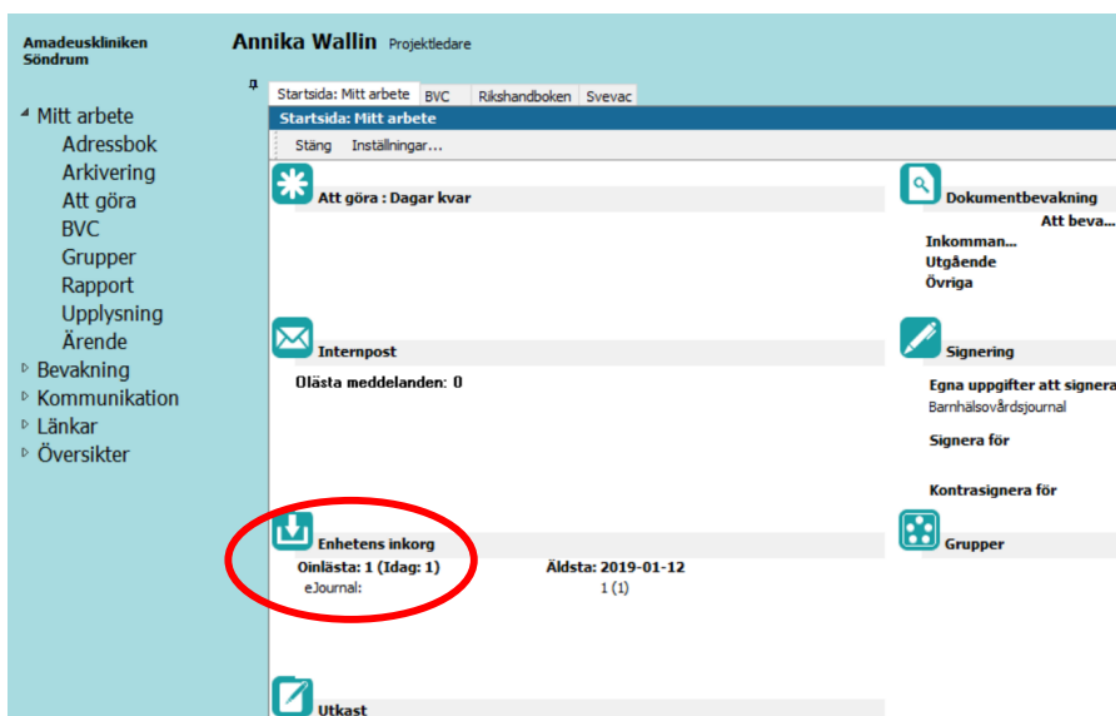 Amadeuskliniken
Söndrum
Annika Wallin Projektledare
Mitt arbete
Adressbok
Arkivering
Att göra
BVC
Grupper
Rapport
Upplysning
Ärende
Bevakning
Kommunikation
Länkar
Översikter
Startsida: Mitt arbete BVC Rikshandboken Svevac
Startsida: Mitt arbete
Stäng Inställningar...
Att göra : Dagar kvar
Internpost
Olästa meddelanden: 0
Enhetens inkorg
Oinlästa: 1 (Idag: 1) Äldsta: 2019-01-12
eJournal: 1 (1)
Utkast
Dokumentbevakning
Att beva...
Inkomman...
Utgående
Övriga
Signering
Egna uppgifter att signera
Barnhälsovårdsjournal
Signera för
Kontrasignera för
Grupper